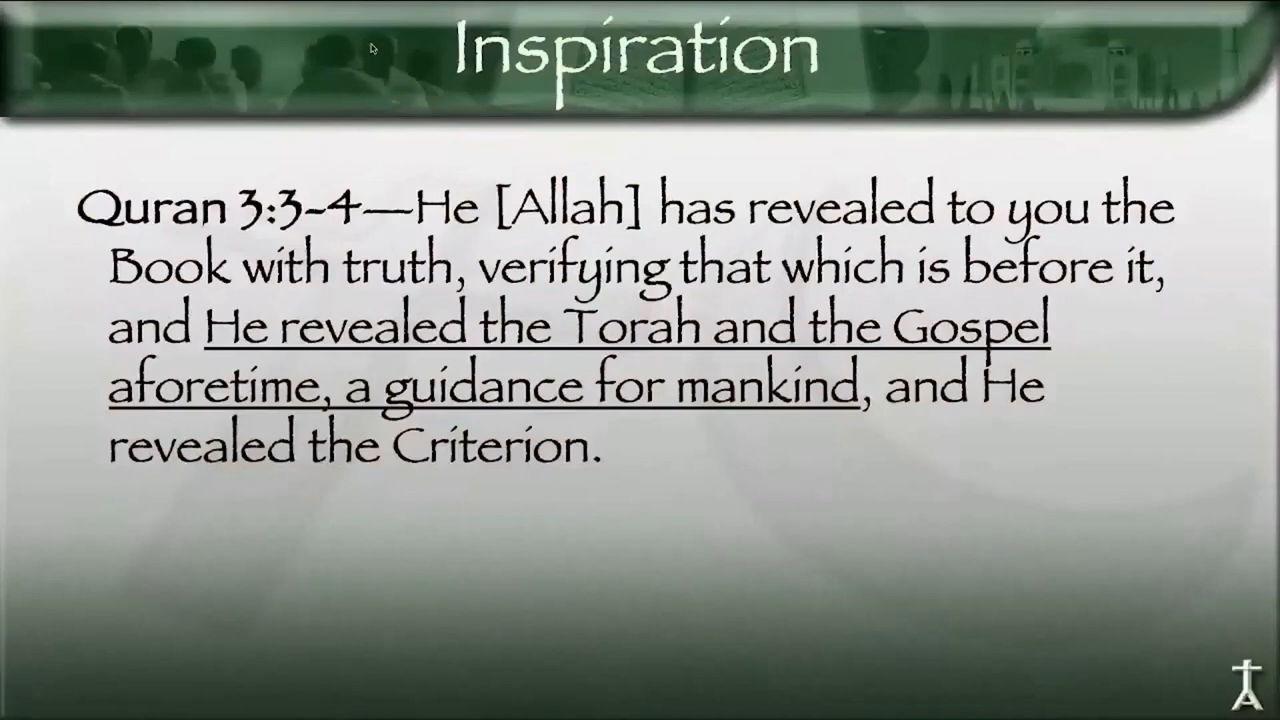 Inspiration
Quran 3:3-4—He [Allah] has revealed to you the
Book with truth, verifying that which is before it,
and He revealed the Torah and the Gospel
aforetime, a guidance for mankind, and He
revealed the Criterion.